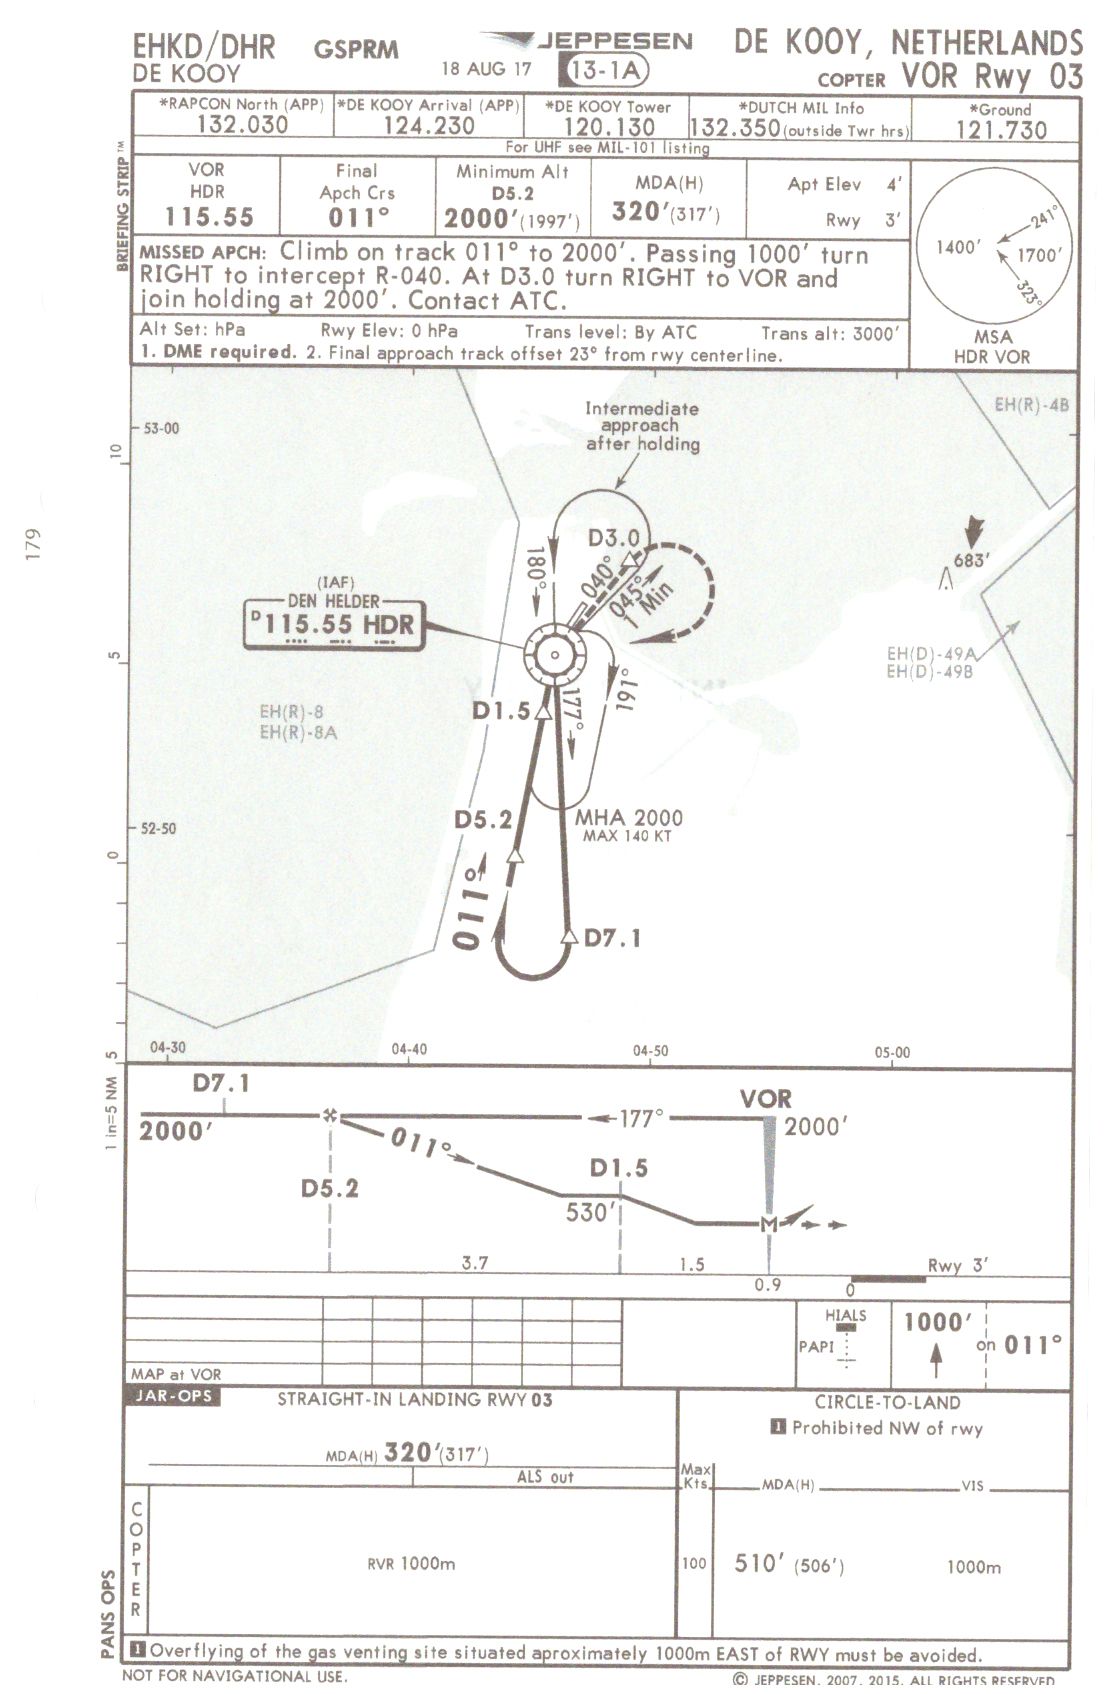 EHKD/DHR GSPRM JEPPESEN DE KOOY, NETHERLANDS
DE KOOY 18 AUG 17 13-1A COPTER VOR Rwy 03
*RAPCON North (APP) *DE KOOY Arrival (APP) *DE KOOY Tower *DUTCH MIL Info *Ground
132.030 124.230 120.130 132.350 (outside Twr hrs) 121.730
For UHF see MIL-101 listing
BRIEFING STRIP™
VOR
HDR
115.55
Final
Apch Crs
011°
Minimum Alt
D5.2
2000'(1997')
MDA(H)
320'(317')
Apt Elev 4'
Rwy 3'
MISSED APCH: Climb on track 011° to 2000'. Passing 1000' turn
RIGHT to intercept R-040. At D3.0 turn RIGHT to VOR and
join holding at 2000'. Contact ATC.
Alt Set: hPa Rwy Elev: 0 hPa Trans level: By ATC Trans alt: 3000'
1. DME required. 2. Final approach track offset 23° from rwy centerline.
241°
1400'
1700'
323°
MSA
HDR VOR
Intermediate
approach
after holding
EH(R)-4B
53-00
10
179
D3.0
180°
040°
045°
1 Min
683'
(IAF)
DEN HELDER
D 115.55 HDR
5
EH(D)-49A
EH(D)-49B
177°
191°
D1.5
EH(R)-8
EH(R)-8A
D5.2
MHA 2000
MAX 140 KT
52-50
0
011°
D7.1
04-30 04-40 04-50 05-00
5
1 in=5 NM
D7.1
VOR
2000'
177°
2000'
011°
D5.2
D1.5
530'
M
3.7
1.5
Rwy 3'
0.9
0
HIALS
PAPI
1000'
on 011°
MAP at VOR
JAR-OPS
STRAIGHT-IN LANDING RWY 03
CIRCLE-TO-LAND
1 Prohibited NW of rwy
MDA(H) 320'(317')
ALS out
Max
Kts.
MDA(H)
VIS
COPTER
RVR 1000m
100
510' (506')
1000m
PANS OPS
1 Overflying of the gas venting site situated aproximately 1000m EAST of RWY must be avoided.
NOT FOR NAVIGATIONAL USE.
© JEPPESEN, 2007, 2015. ALL RIGHTS RESERVED.